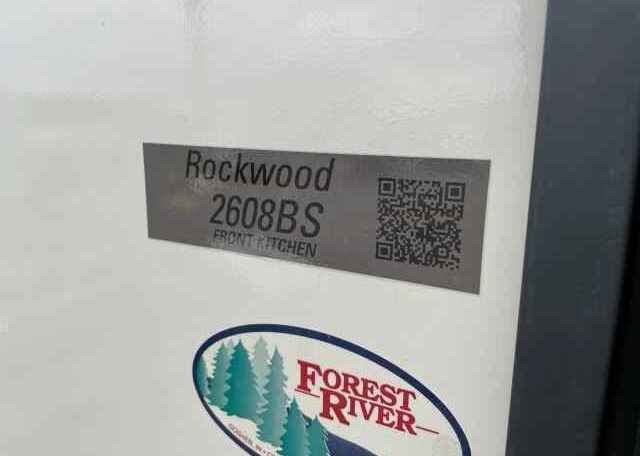 Rockwood
2608BS
FRONT KITCHEN
FOREST
RIVER